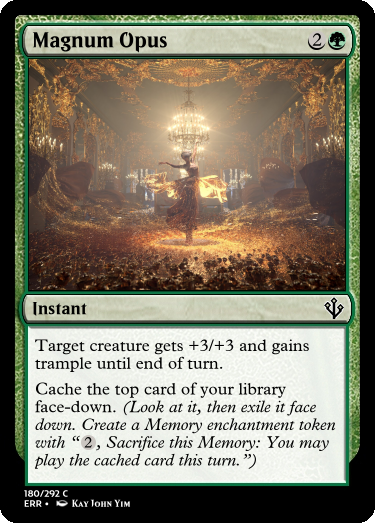 Magnum Opus 2
Instant
Target creature gets +3/+3 and gains
trample until end of turn.
Cache the top card of your library
face-down. (Look at it, then exile it face
down. Create a Memory enchantment token
with “2, Sacrifice this Memory: You may
play the cached card this turn.”)
180/292 C
ERR • Kay John Yim